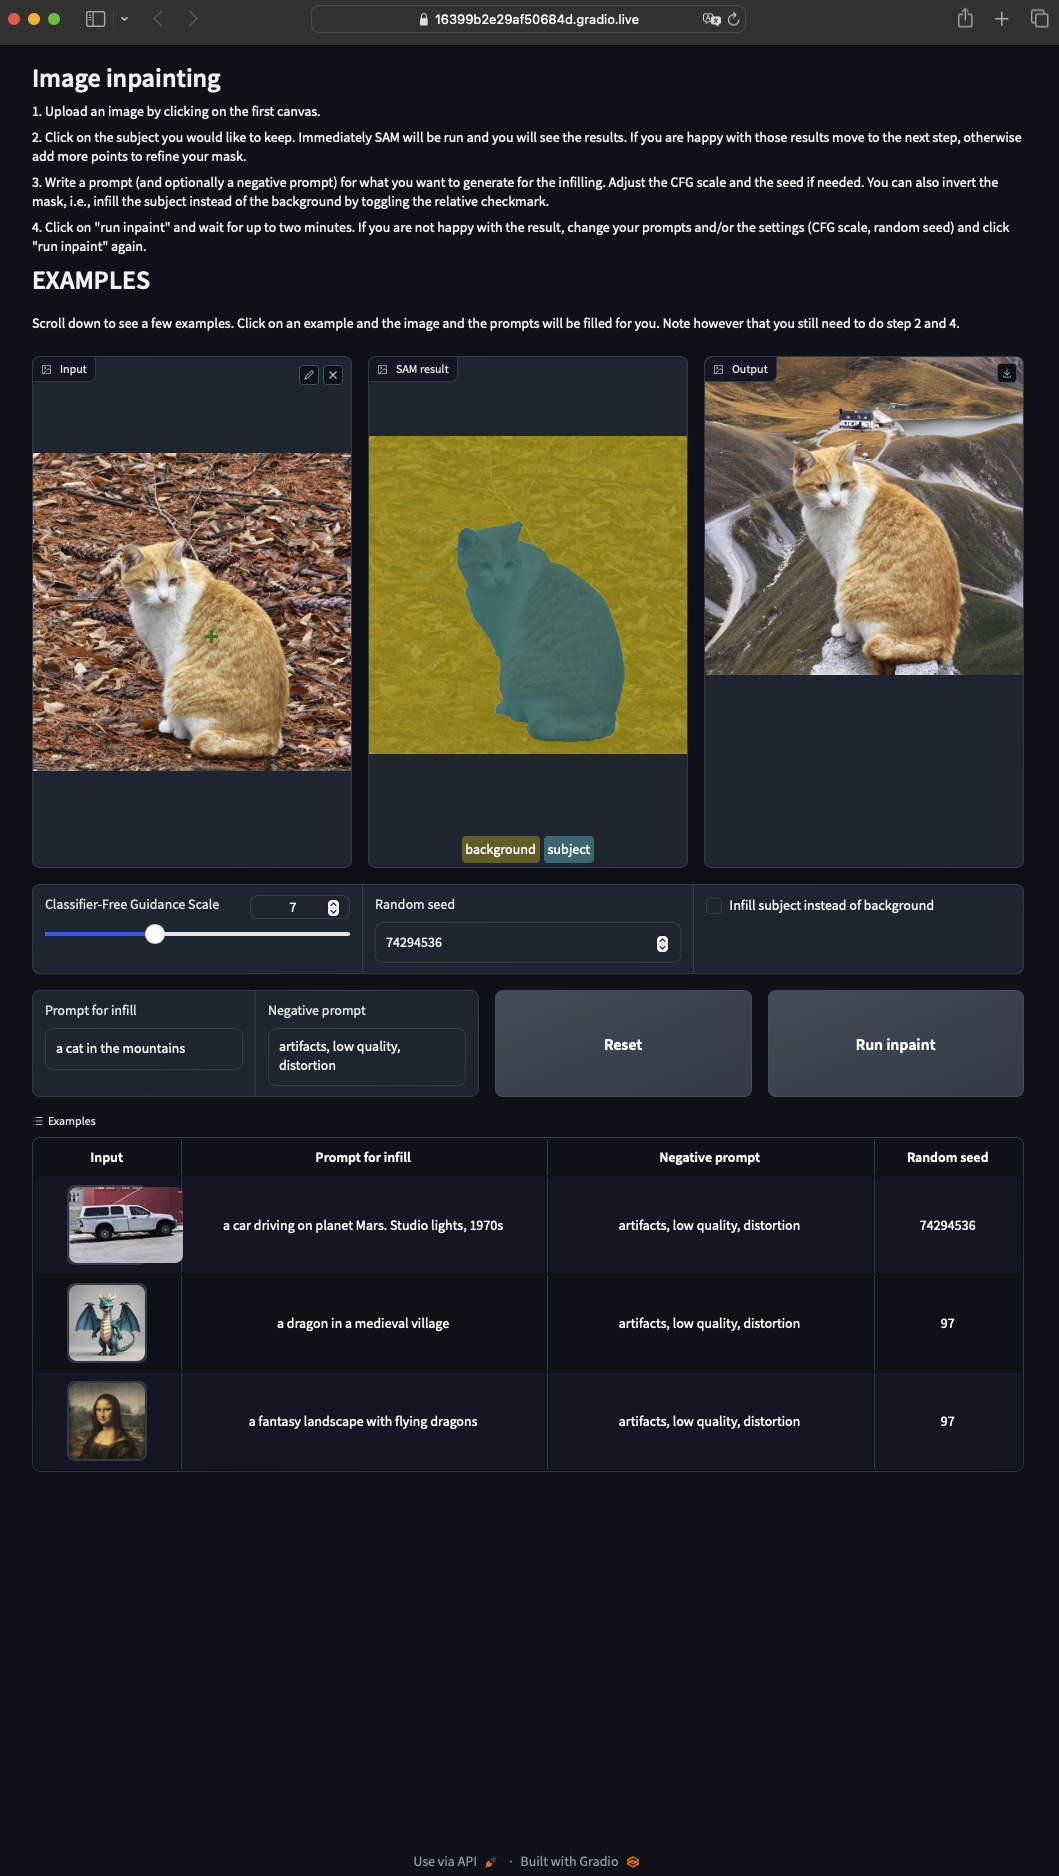 16399b2e29af50684d.gradio.live
Image inpainting
1. Upload an image by clicking on the first canvas.
2. Click on the subject you would like to keep. Immediately SAM will be run and you will see the results. If you are happy with those results move to the next step, otherwise
add more points to refine your mask.
3. Write a prompt (and optionally a negative prompt) for what you want to generate for the infilling. Adjust the CFG scale and the seed if needed. You can also invert the
mask, i.e., infill the subject instead of the background by toggling the relative checkmark.
4. Click on "run inpaint" and wait for up to two minutes. If you are not happy with the result, change your prompts and/or the settings (CFG scale, random seed) and click
"run inpaint" again.
EXAMPLES
Scroll down to see a few examples. Click on an example and the image and the prompts will be filled for you. Note however that you still need to do step 2 and 4.
Input
SAM result
Output
background subject
Classifier-Free Guidance Scale
7
Random seed
74294536
Infill subject instead of background
Prompt for infill
a cat in the mountains
Negative prompt
artifacts, low quality,
distortion
Reset
Run inpaint
Examples
Input Prompt for infill Negative prompt Random seed
a car driving on planet Mars. Studio lights, 1970s artifacts, low quality, distortion 74294536
a dragon in a medieval village artifacts, low quality, distortion 97
a fantasy landscape with flying dragons artifacts, low quality, distortion 97
Use via API · Built with Gradio